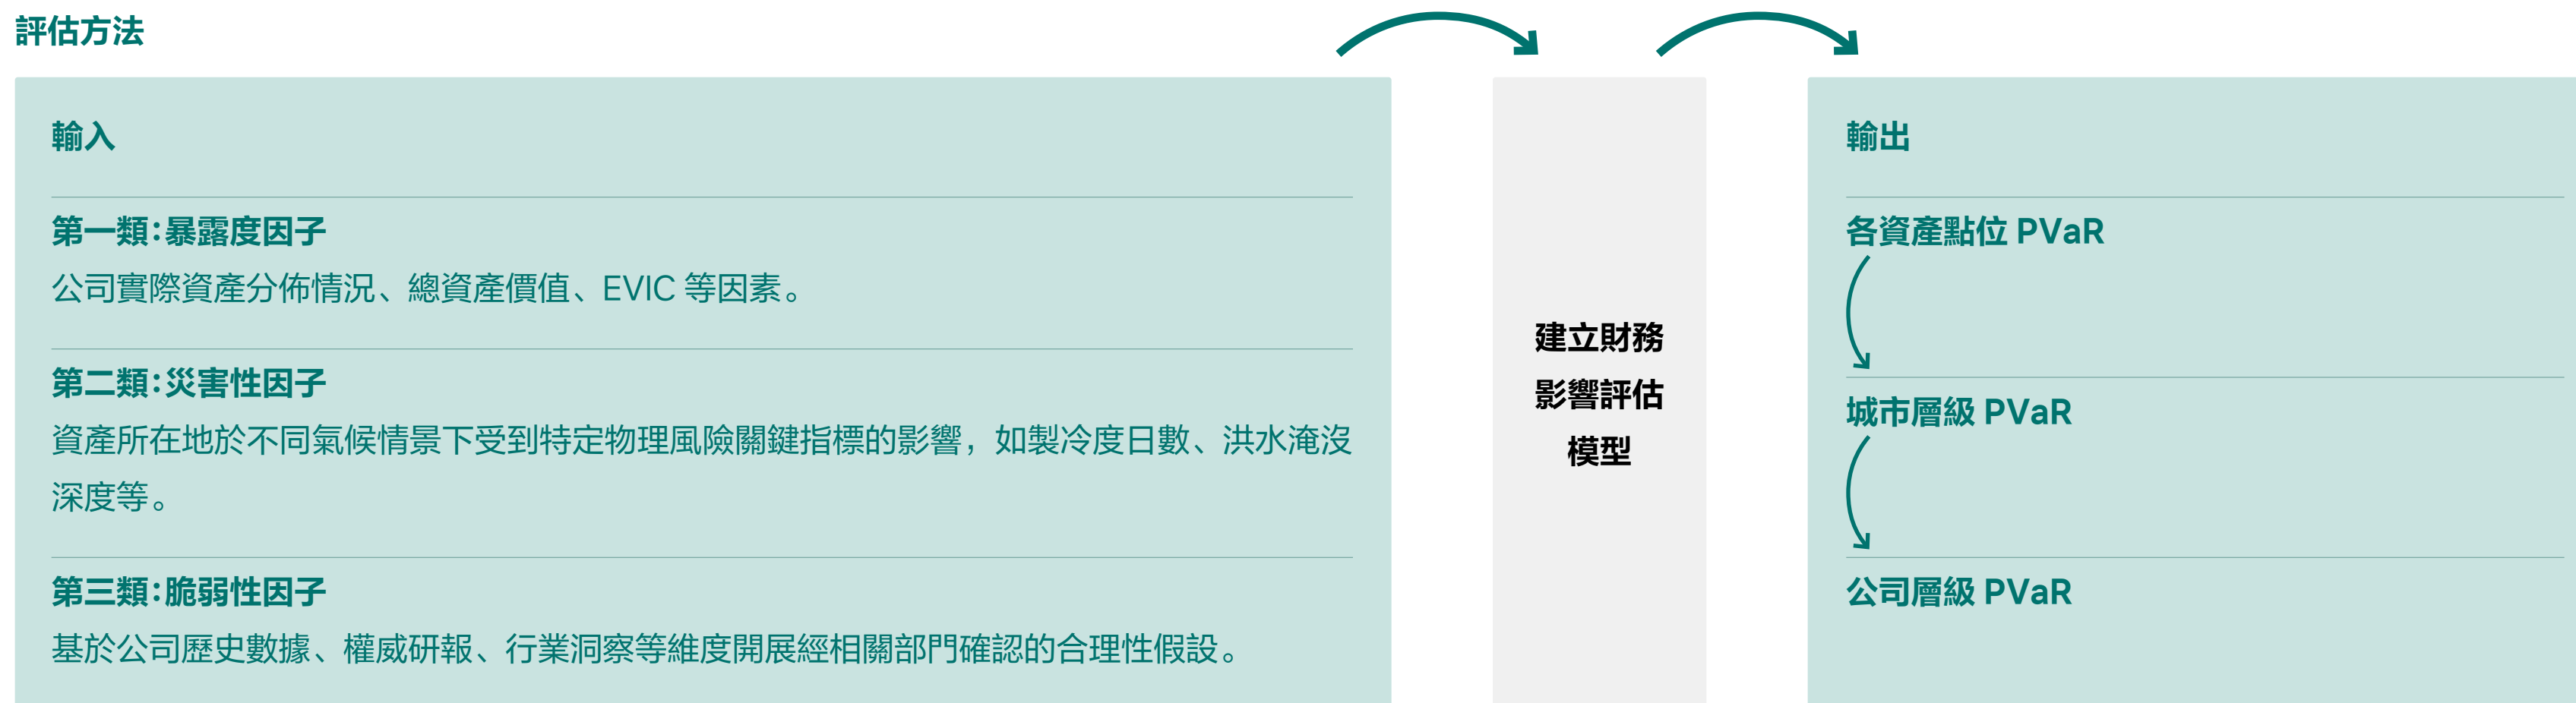 評估方法
輸入
第一類：暴露度因子
公司實際資產分佈情況、總資產價值、EVIC 等因素。
第二類：災害性因子
資產所在地於不同氣候情景下受到特定物理風險關鍵指標的影響，如製冷度日數、洪水淹沒
深度等。
第三類：脆弱性因子
基於公司歷史數據、權威研報、行業洞察等維度開展經相關部門確認的合理性假設。
建立財務
影響評估
模型
輸出
各資產點位 PVaR
城市層級 PVaR
公司層級 PVaR